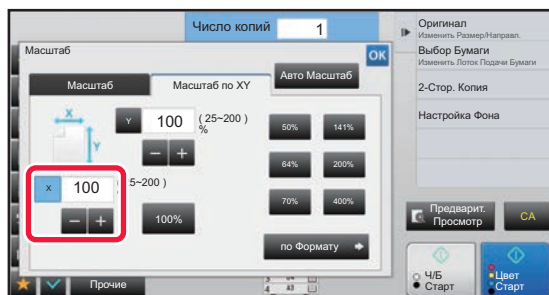 Число копий 1
Масштаб
OK
Масштаб
Масштаб по XY
Авто Масштаб
X
Y
Y 100 ( 25~200 )
%
50% 141%
64% 200%
70% 400%
X 100 5~200 )
100%
по Формату
Прочие
A3
Оригинал
Изменить Размер/Направл.
Выбор Бумаги
Изменить Лоток Подачи Бумаги
2-Стор. Копия
Настройка Фона
Предварит.
Просмотр
CA
Ч/Б
Старт
Цвет
Старт